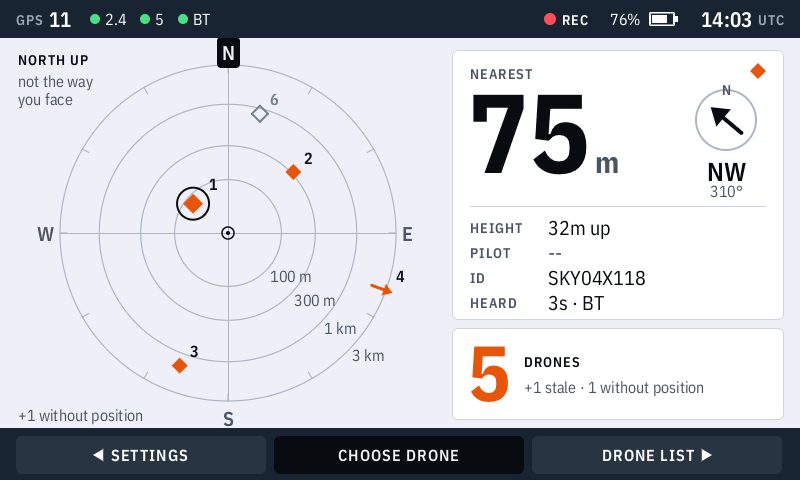 GPS 11 2.4 5 BT REC 76% 14:03 UTC
NORTH UP
not the way
you face
N
6
2
1
W
E
4
100 m
300 m
1 km
3 km
3
S
+1 without position
NEAREST
75 m
N
NW
310°
HEIGHT 32m up
PILOT --
ID SKY04X118
HEARD 3s · BT
5 DRONES
+1 stale · 1 without position
◀ SETTINGS
CHOOSE DRONE
DRONE LIST ▶